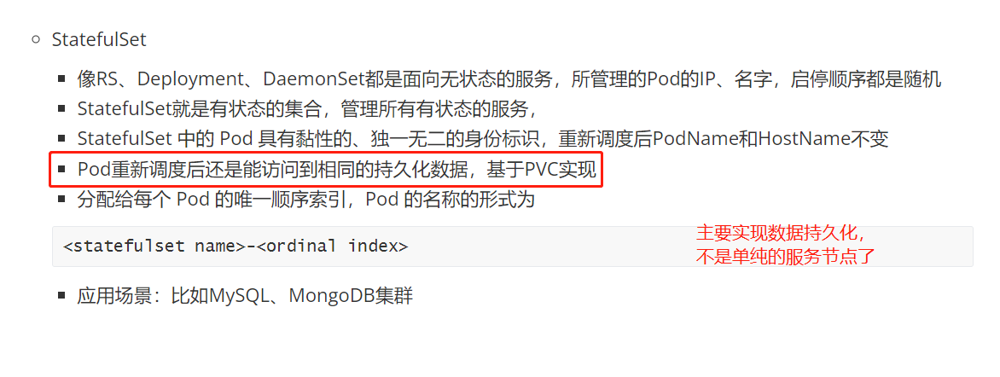 StatefulSet
像RS、Deployment、DaemonSet都是面向无状态的服务，所管理的Pod的IP、名字，启停顺序都是随机
StatefulSet就是有状态的集合，管理所有有状态的服务，
StatefulSet 中的 Pod 具有黏性的、独一无二的身份标识，重新调度后PodName和HostName不变
Pod重新调度后还是能访问到相同的持久化数据，基于PVC实现
分配给每个 Pod 的唯一顺序索引，Pod 的名称的形式为
<statefulset name>-<ordinal index>
主要实现数据持久化，
不是单纯的服务节点了
应用场景：比如MySQL、MongoDB集群